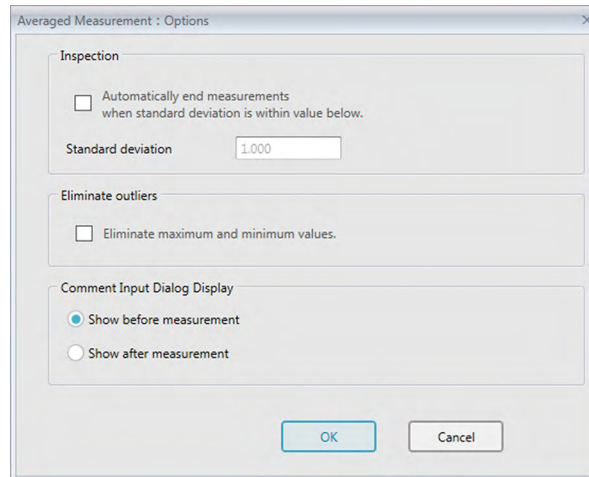 Averaged Measurement : Options
Inspection
Automatically end measurements
when standard deviation is within value below.
Standard deviation 1.000
Eliminate outliers
Eliminate maximum and minimum values.
Comment Input Dialog Display
Show before measurement
Show after measurement
OK Cancel